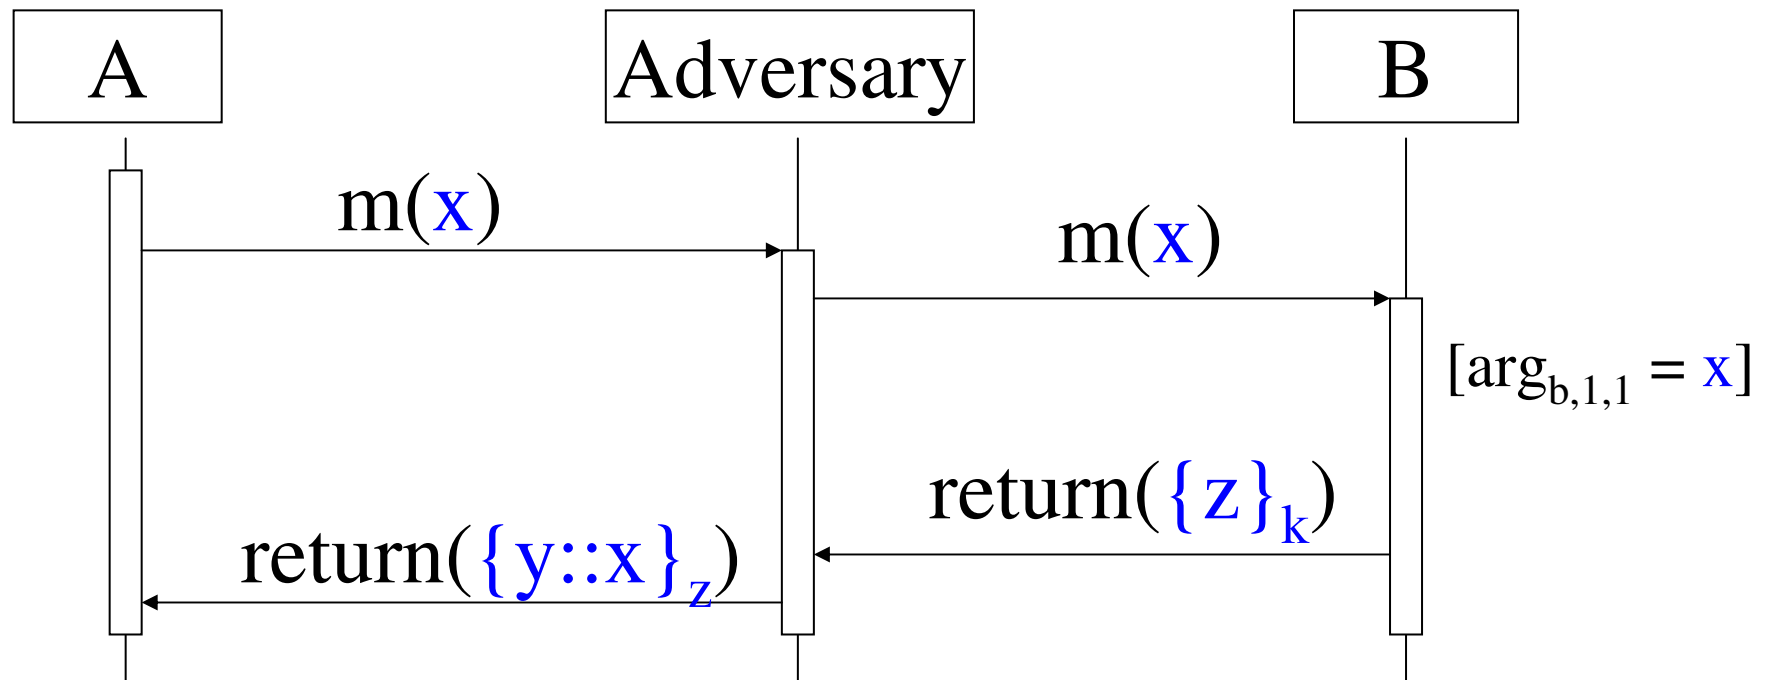 A
Adversary
B
m(x)
m(x)
[arg_{b,1,1} = x]
return({z}_k)
return({y::x}_z)